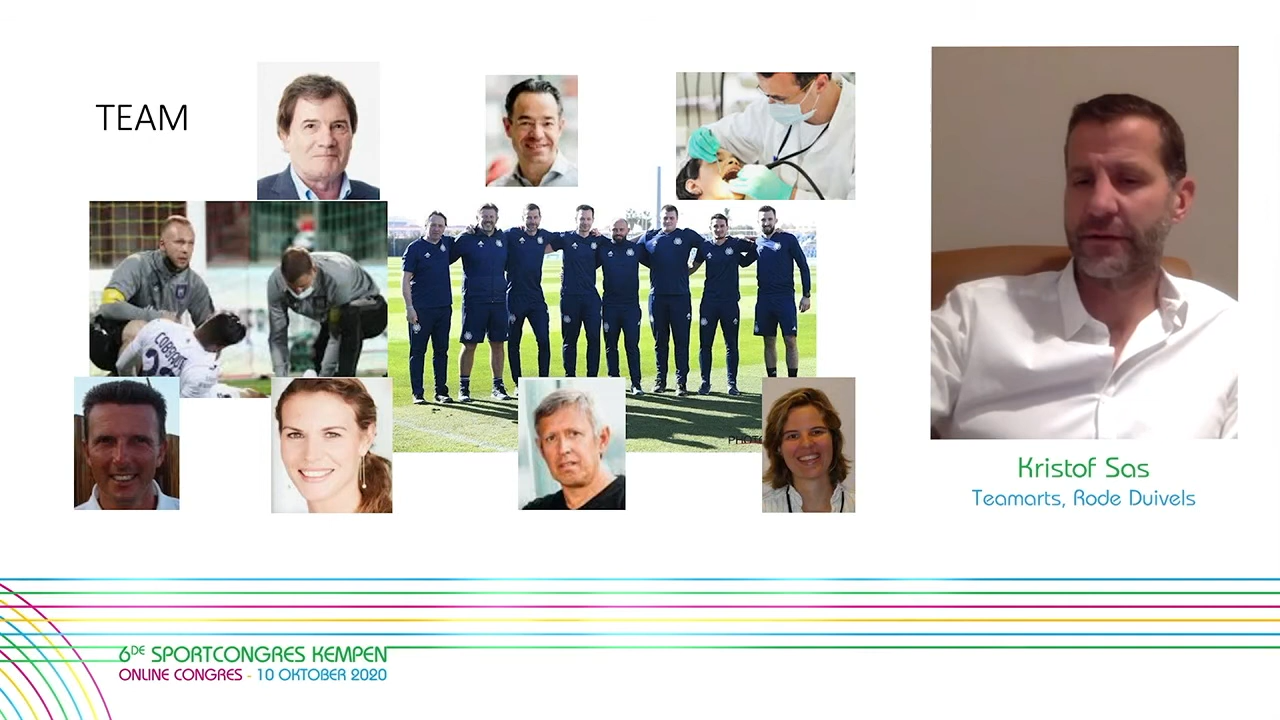 TEAM
Kristof Sas
Teamarts, Rode Duivels
6DE SPORTCONGRES KEMPEN
ONLINE CONGRES - 10 OKTOBER 2020